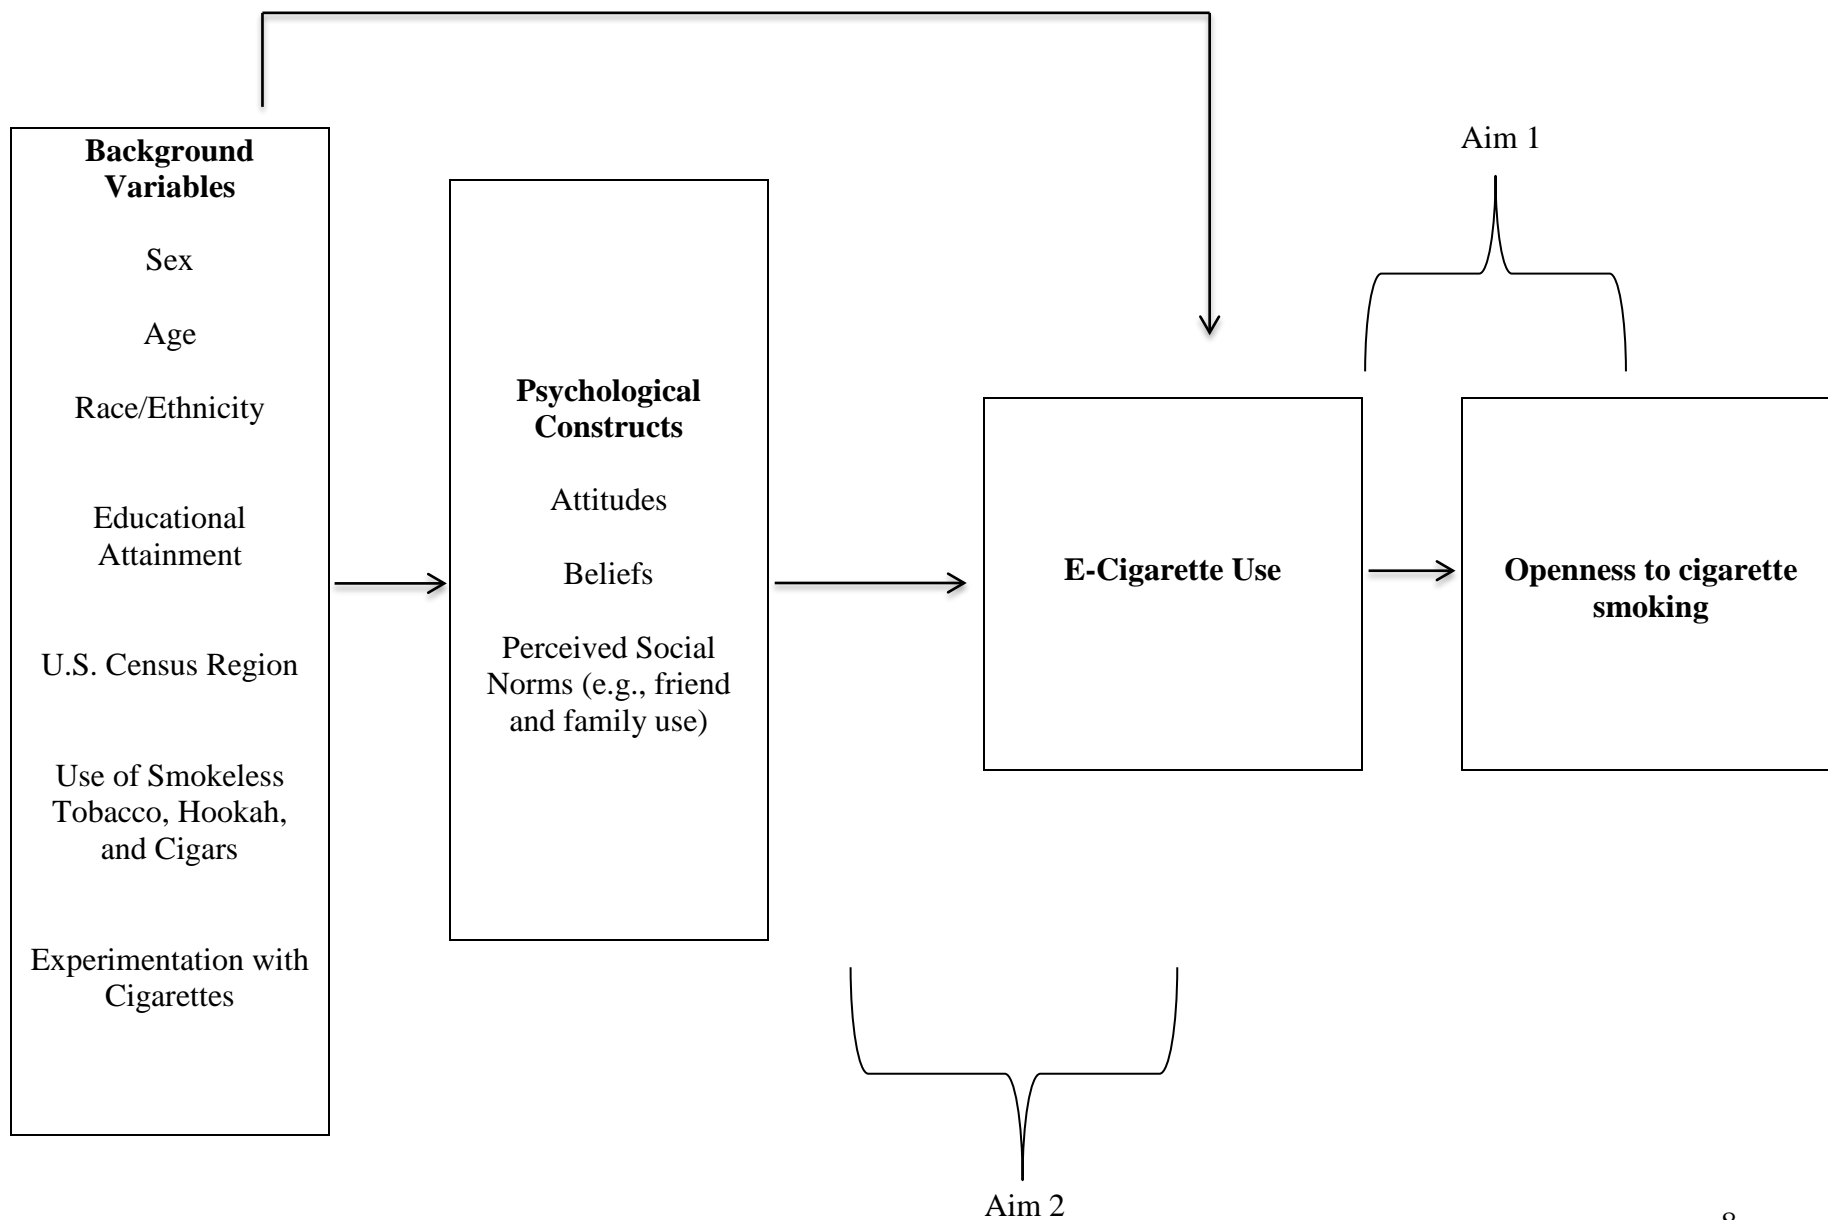 Background
Variables
Sex
Age
Race/Ethnicity
Educational
Attainment
U.S. Census Region
Use of Smokeless
Tobacco, Hookah,
and Cigars
Experimentation with
Cigarettes
Psychological
Constructs
Attitudes
Beliefs
Perceived Social
Norms (e.g., friend
and family use)
E-Cigarette Use
Aim 1
Openness to cigarette
smoking
Aim 2
8